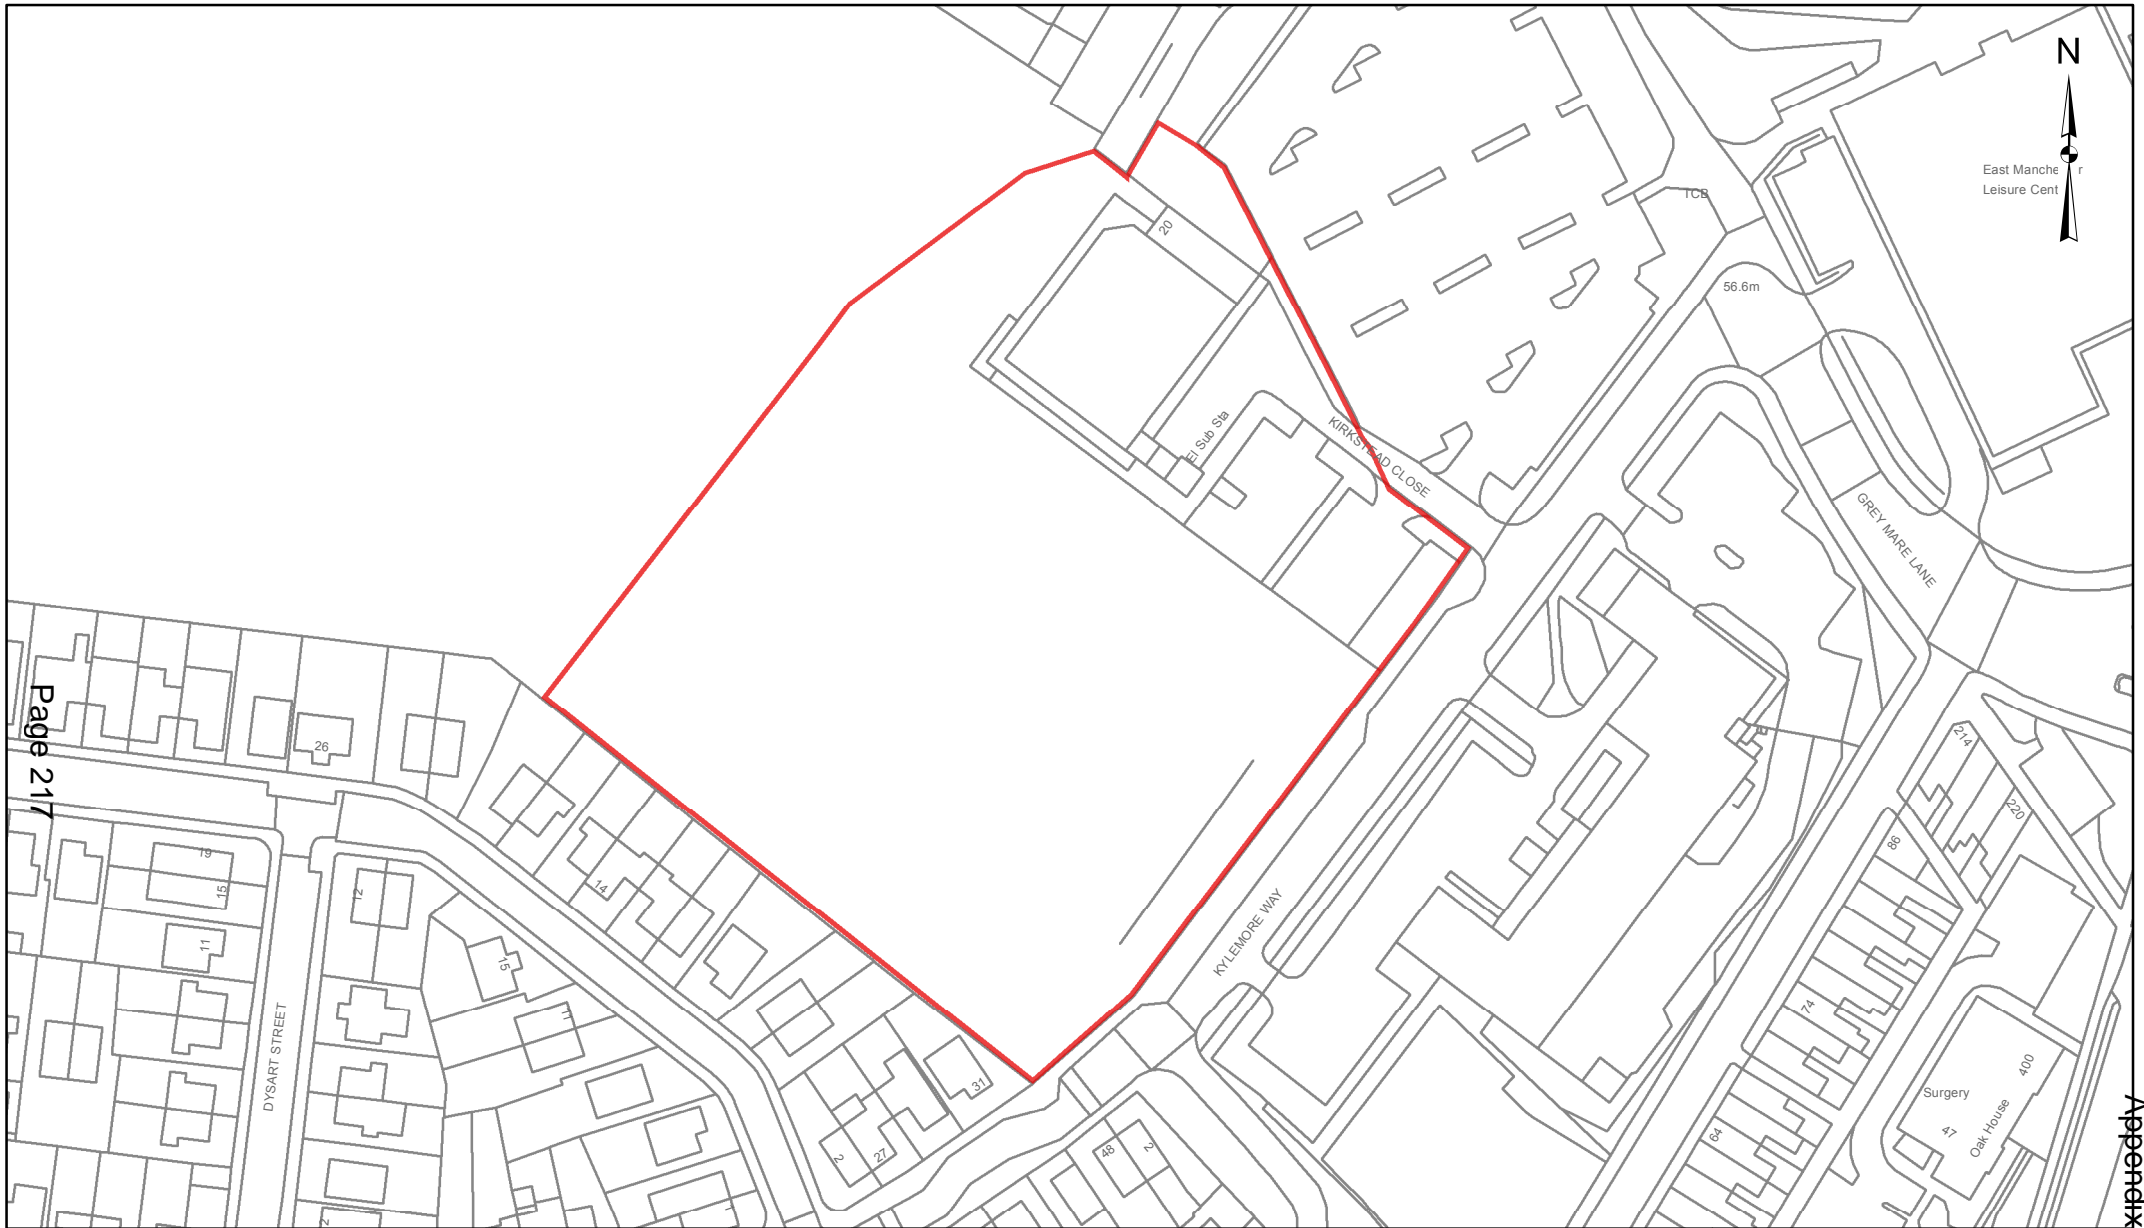 N
East Manche r
Leisure Cent
TCB
20
56.6m
El Sub Sta
KIRKSTEAD CLOSE
GREY MARE LANE
Page 217
26
214
220
86
19
15
14
12
11
15
11
KYLEMORE WAY
74
DYSART STREET
31
400
Surgery
47
Oak House
64
2
27
48
2
Appendix